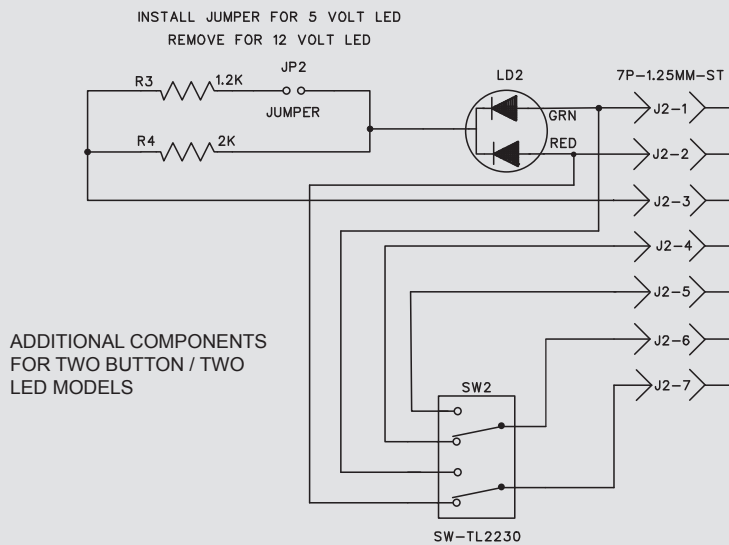 INSTALL JUMPER FOR 5 VOLT LED
REMOVE FOR 12 VOLT LED
JP2
R3
1.2K
JUMPER
R4
2K
LD2
GRN
RED
7P-1.25MM-ST
J2-1
J2-2
J2-3
J2-4
J2-5
J2-6
J2-7
ADDITIONAL COMPONENTS
FOR TWO BUTTON / TWO
LED MODELS
SW2
SW-TL2230